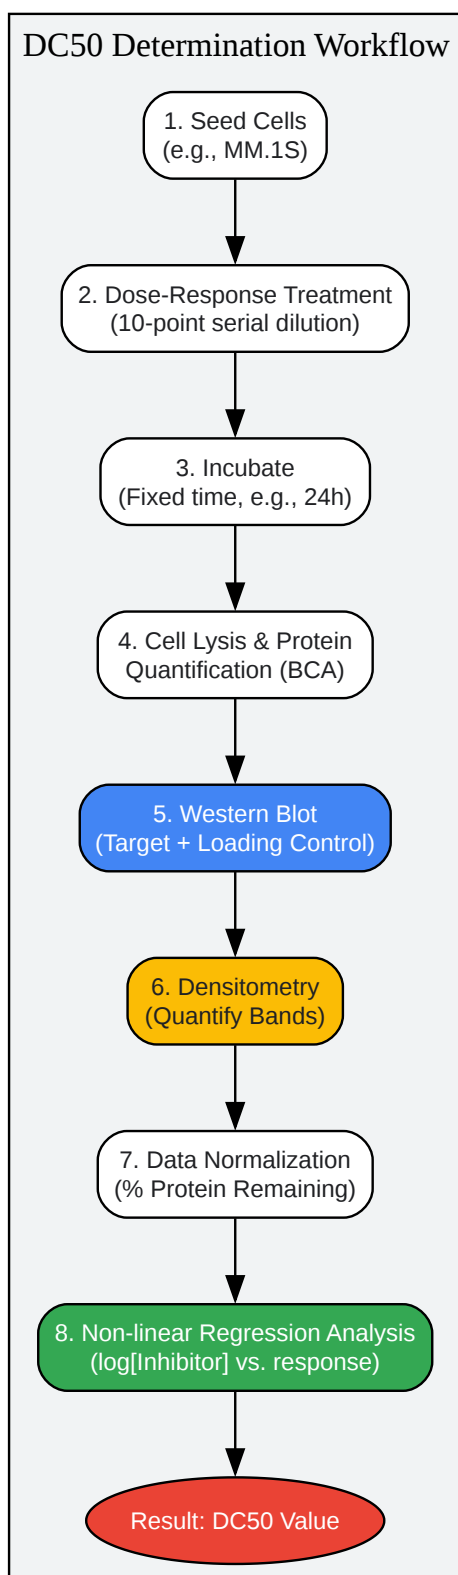 DC50 Determination Workflow
1. Seed Cells
(e.g., MM.1S)
2. Dose-Response Treatment
(10-point serial dilution)
3. Incubate
(Fixed time, e.g., 24h)
4. Cell Lysis & Protein
Quantification (BCA)
5. Western Blot
(Target + Loading Control)
6. Densitometry
(Quantify Bands)
7. Data Normalization
(% Protein Remaining)
8. Non-linear Regression Analysis
(log[Inhibitor] vs. response)
Result: DC50 Value